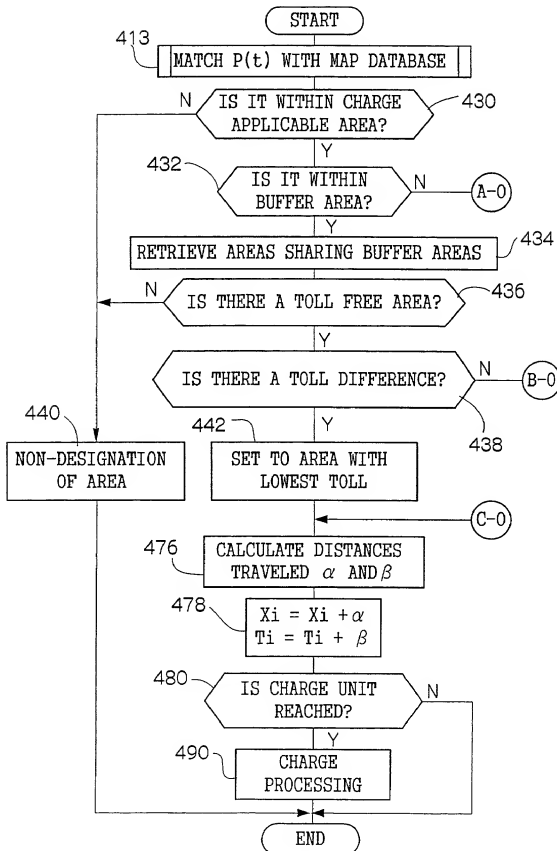 START
413
MATCH P(t) WITH MAP DATABASE
N
IS IT WITHIN CHARGE
APPLICABLE AREA?
430
Y
432
IS IT WITHIN
BUFFER AREA?
N
A-0
Y
434
RETRIEVE AREAS SHARING BUFFER AREAS
N
IS THERE A TOLL FREE AREA?
436
Y
IS THERE A TOLL DIFFERENCE?
N
B-0
438
440
442
Y
NON-DESIGNATION
OF AREA
SET TO AREA WITH
LOWEST TOLL
C-0
476
CALCULATE DISTANCES
TRAVELED α AND β
478
Xi = Xi + α
Ti = Ti + β
480
IS CHARGE UNIT
REACHED?
N
Y
490
CHARGE
PROCESSING
END